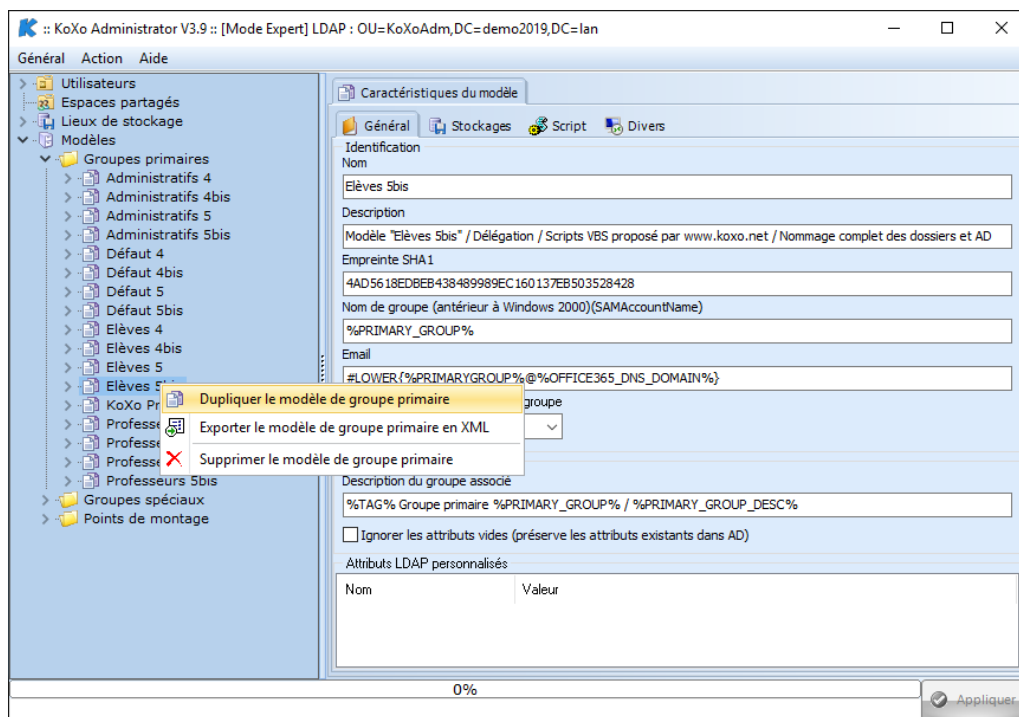 :: KoXo Administrator V3.9 :: [Mode Expert] LDAP : OU=KoXoAdm,DC=demo2019,DC=lan
Général Action Aide
Utilisateurs
Espaces partagés
Lieux de stockage
Modèles
Groupes primaires
Administratifs 4
Administratifs 4bis
Administratifs 5
Administratifs 5bis
Défaut 4
Défaut 4bis
Défaut 5
Défaut 5bis
Elèves 4
Elèves 4bis
Elèves 5
Elèves 5bis
KoXo Pr
Professe
Professe
Professe
Professeurs 5bis
Groupes spéciaux
Points de montage
Dupliquer le modèle de groupe primaire
Exporter le modèle de groupe primaire en XML
Supprimer le modèle de groupe primaire
Caractéristiques du modèle
Général Stockages Script Divers
Identification
Nom
Elèves 5bis
Description
Modèle "Elèves 5bis" / Délégation / Scripts VBS proposé par www.koxo.net / Nommage complet des dossiers et AD
Empreinte SHA1
4AD5618EDBEB438489989EC160137EB503528428
Nom de groupe (antérieur à Windows 2000)(SAMAccountName)
%PRIMARY_GROUP%
Email
#LOWER{%PRIMARYGROUP%@%OFFICE365_DNS_DOMAIN%}
groupe
Description du groupe associé
%TAG% Groupe primaire %PRIMARY_GROUP% / %PRIMARY_GROUP_DESC%
Ignorer les attributs vides (préserve les attributs existants dans AD)
Attributs LDAP personnalisés
Nom Valeur
0%
Appliquer